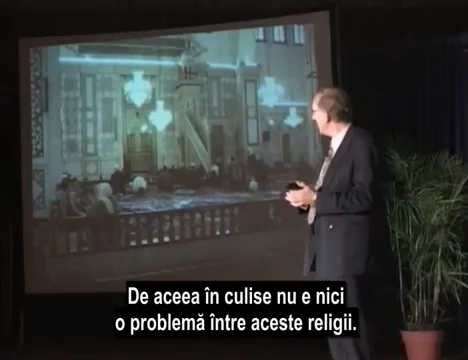 De aceea în culise nu e nici
o problemă între aceste religii.